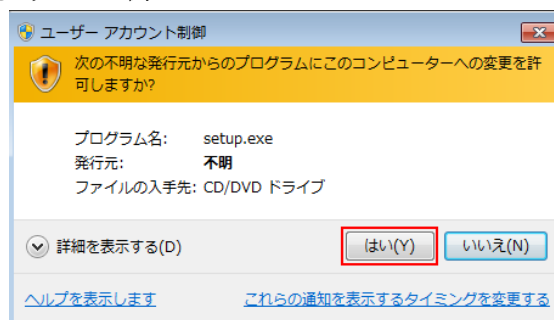 ユーザー アカウント制御
次の不明な発行元からのプログラムにこのコンピューターへの変更を許
可しますか?
プログラム名: setup.exe
発行元: 不明
ファイルの入手先: CD/DVD ドライブ
詳細を表示する(D) はい(Y) いいえ(N)
ヘルプを表示します これらの通知を表示するタイミングを変更する